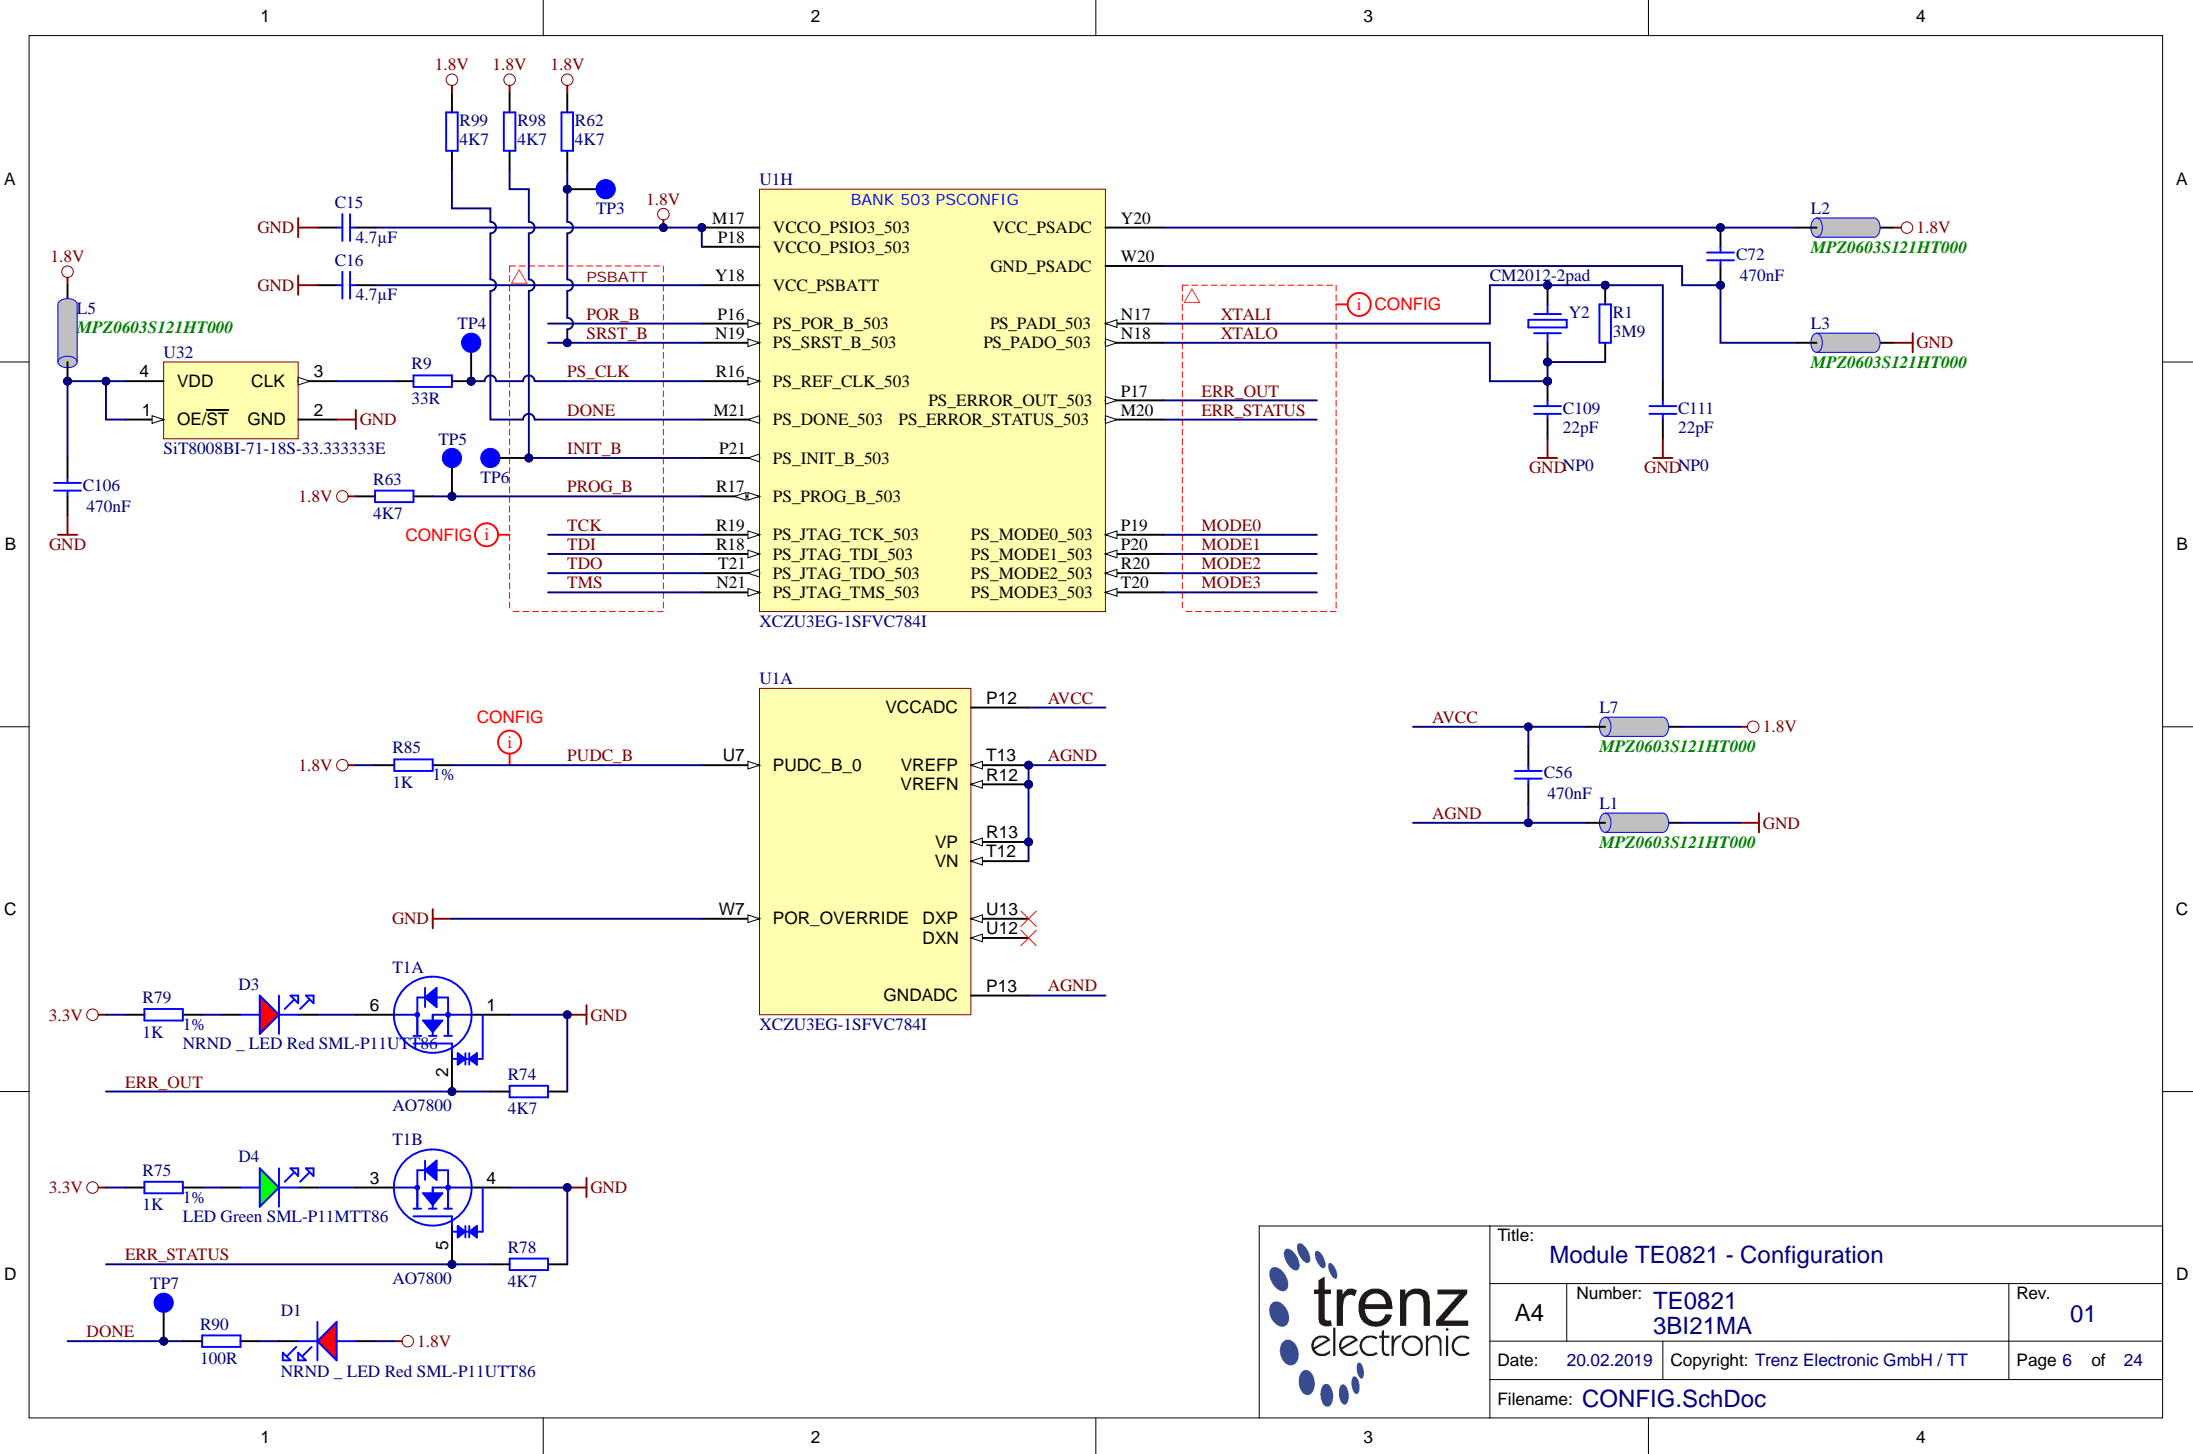 1 2 3 4
A A
B B
C C
D D
1.8V 1.8V 1.8V
R99 4K7
R98 4K7
R62 4K7
TP3
1.8V
C15
GND 4.7µF
C16
GND 4.7µF
1.8V
L5
MPZ0603S121HT000
U32
4 VDD CLK 3
1 OE/ST GND 2 GND
SiT8008BI-71-18S-33.333333E
C106
470nF
GND
R9
33R
TP4
TP5
TP6
1.8V R63
4K7
CONFIG i
PSBATT
POR_B
SRST_B
PS_CLK
DONE
INIT_B
PROG_B
TCK
TDI
TDO
TMS
U1H
BANK 503 PSCONFIG
M17 VCCO_PSIO3_503
P18 VCCO_PSIO3_503
Y18 VCC_PSBATT
P16 PS_POR_B_503
N19 PS_SRST_B_503
R16 PS_REF_CLK_503
M21 PS_DONE_503
P21 PS_INIT_B_503
R17 PS_PROG_B_503
R19 PS_JTAG_TCK_503
R18 PS_JTAG_TDI_503
T21 PS_JTAG_TDO_503
N21 PS_JTAG_TMS_503
VCC_PSADC Y20
GND_PSADC W20
PS_PADI_503 N17 XTALI
PS_PADO_503 N18 XTALO
PS_ERROR_OUT_503 P17 ERR_OUT
PS_ERROR_STATUS_503 M20 ERR_STATUS
PS_MODE0_503 P19 MODE0
PS_MODE1_503 P20 MODE1
PS_MODE2_503 R20 MODE2
PS_MODE3_503 T20 MODE3
XCZU3EG-1SFVC784I
i CONFIG
CM2012-2pad
Y2
R1
3M9
C109
22pF
GND NP0
C111
22pF
GND NP0
C72
470nF
L2
1.8V
MPZ0603S121HT000
L3
GND
MPZ0603S121HT000
U1A
CONFIG
i
1.8V R85
1K 1%
PUDC_B U7 PUDC_B_0
GND W7 POR_OVERRIDE
VCCADC P12 AVCC
VREFP T13 AGND
VREFN R12
VP R13
VN T12
DXP U13
DXN U12
GNDADC P13 AGND
XCZU3EG-1SFVC784I
AVCC L7 1.8V
MPZ0603S121HT000
C56
470nF
AGND L1 GND
MPZ0603S121HT000
T1A
3.3V R79 D3 6 1 GND
1K 1%
NRND _ LED Red SML-P11UTT86
2
ERR_OUT R74
AO7800 4K7
T1B
3.3V R75 D4 3 4 GND
1K 1%
LED Green SML-P11MTT86
5
ERR_STATUS R78
AO7800 4K7
TP7
DONE R90 D1 1.8V
100R
NRND _ LED Red SML-P11UTT86
trenz
electronic
Title:
Module TE0821 - Configuration
A4 Number: TE0821
3BI21MA
Rev.
01
Date: 20.02.2019 Copyright: Trenz Electronic GmbH / TT Page 6 of 24
Filename: CONFIG.SchDoc
1 2 3 4